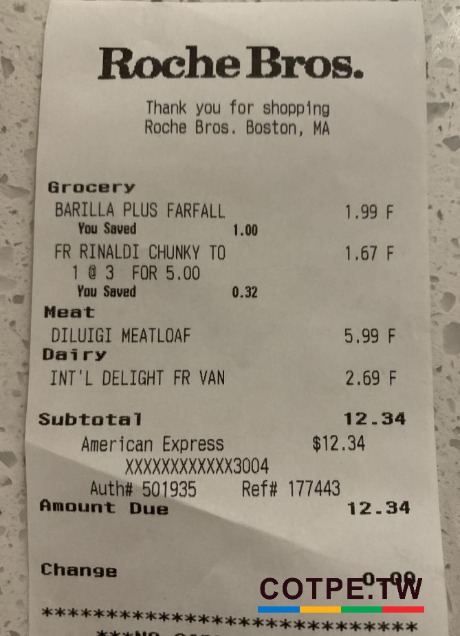 Roche Bros.
Thank you for shopping
Roche Bros. Boston, MA
Grocery
BARILLA PLUS FARFALL 1.99 F
You Saved 1.00
FR RINALDI CHUNKY TO 1.67 F
1 @ 3 FOR 5.00
You Saved 0.32
Meat
DILUIGI MEATLOAF 5.99 F
Dairy
INT'L DELIGHT FR VAN 2.69 F
Subtotal 12.34
American Express $12.34
XXXXXXXXXXXX3004
Auth# 501935 Ref# 177443
Amount Due 12.34
Change 0.00
COTPE.TW
****************************